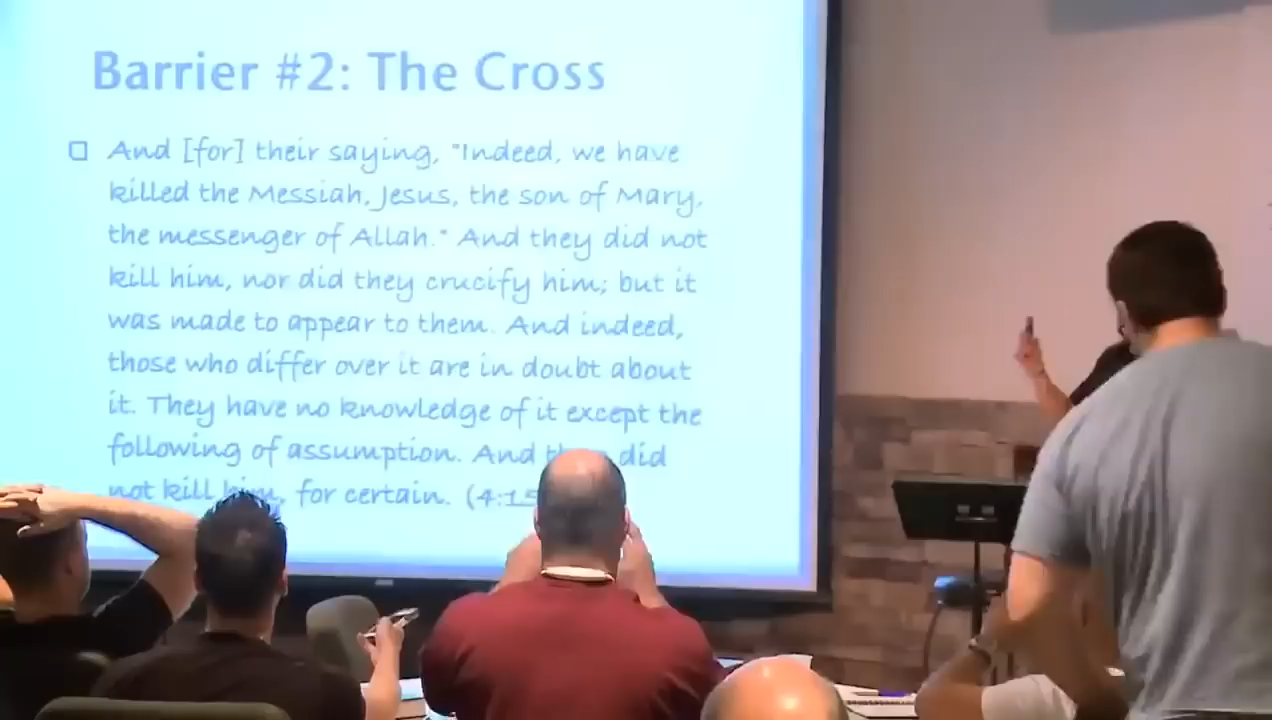 Barrier #2: The Cross
And [for] their saying, "Indeed, we have
killed the Messiah, Jesus, the son of Mary,
the messenger of Allah." And they did not
kill him, nor did they crucify him; but it
was made to appear to them. And indeed,
those who differ over it are in doubt about
it. They have no knowledge of it except the
following of assumption. And did
not kill him, for certain. (4:15